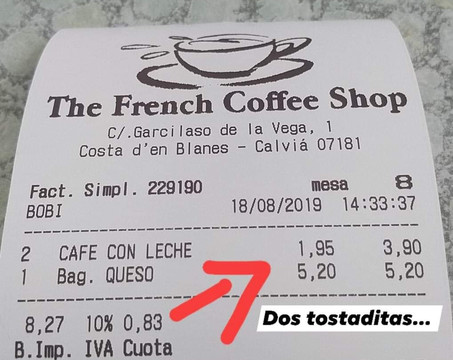 The French Coffee Shop
C/.Garcilaso de la Vega, 1
Costa d'en Blanes - Calviá 07181
Fact. Simpl. 229190 mesa 8
BOBI 18/08/2019 14:33:37
2 CAFE CON LECHE 1,95 3,90
1 Bag. QUESO 5,20 5,20
Dos tostaditas...
8,27 10% 0,83
B.Imp. IVA Cuota